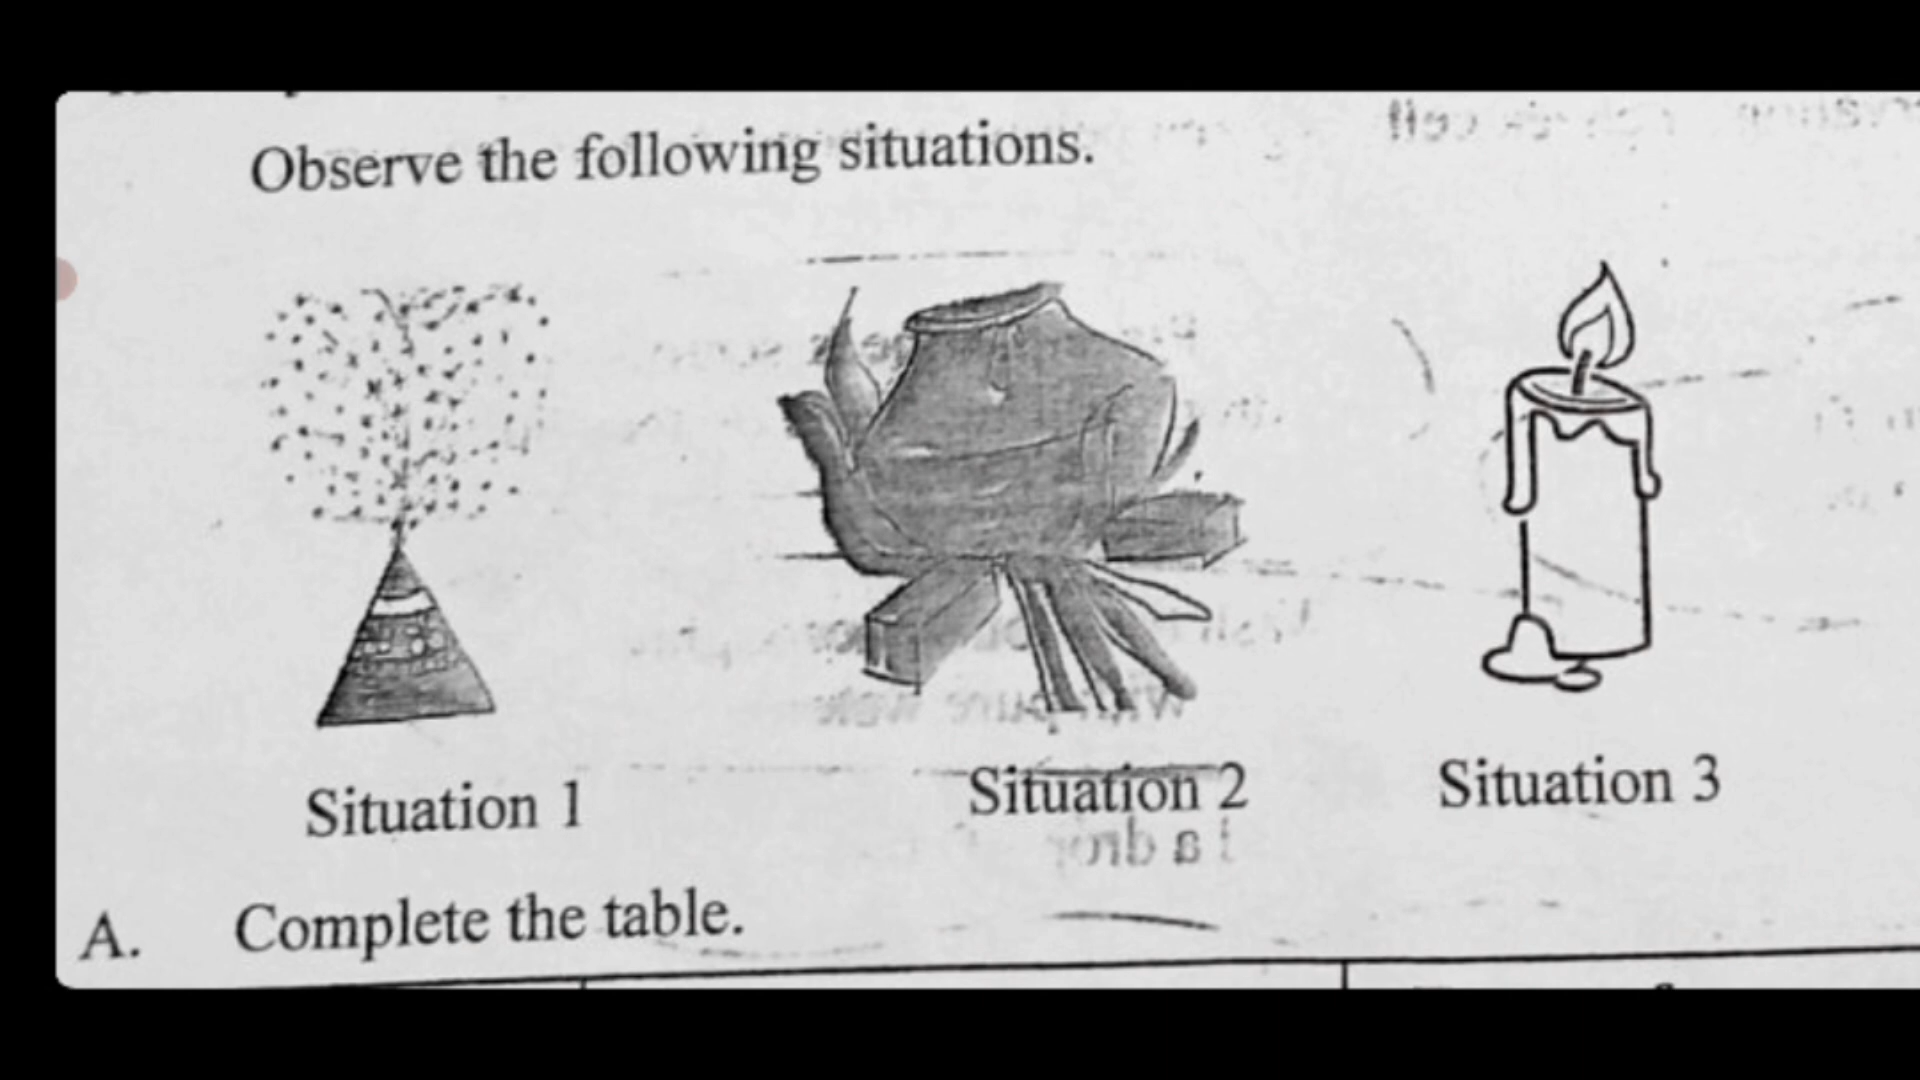 Observe the following situations.
Situation 1
Situation 2
Situation 3
A. Complete the table.